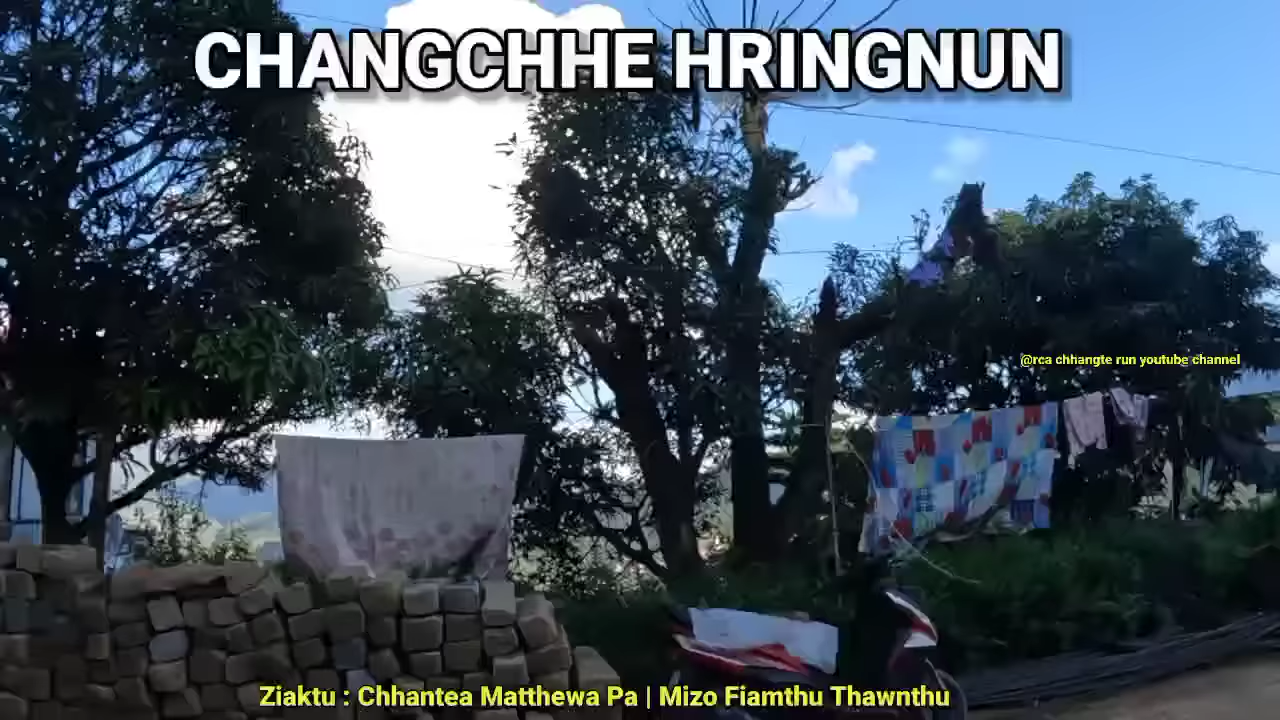 CHANGCHHE HRINGNUN
@rca chhangte run youtube channel
Ziaktu : Chhantea Matthewa Pa | Mizo Fiamthu Thawnthu